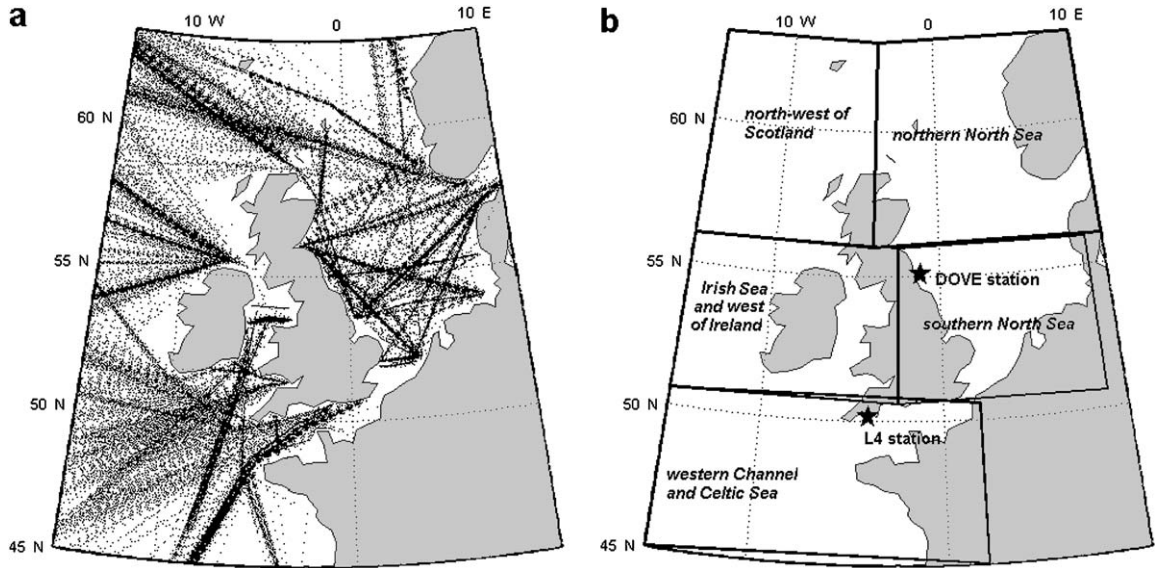 a
10 W
0
10 E
60 N
55 N
50 N
45 N
b
10 W
0
10 E
60 N
55 N
50 N
45 N
north-west of
Scotland
northern North Sea
Irish Sea
and west
of Ireland
DOVE station
southern North Sea
L4 station
western Channel
and Celtic Sea